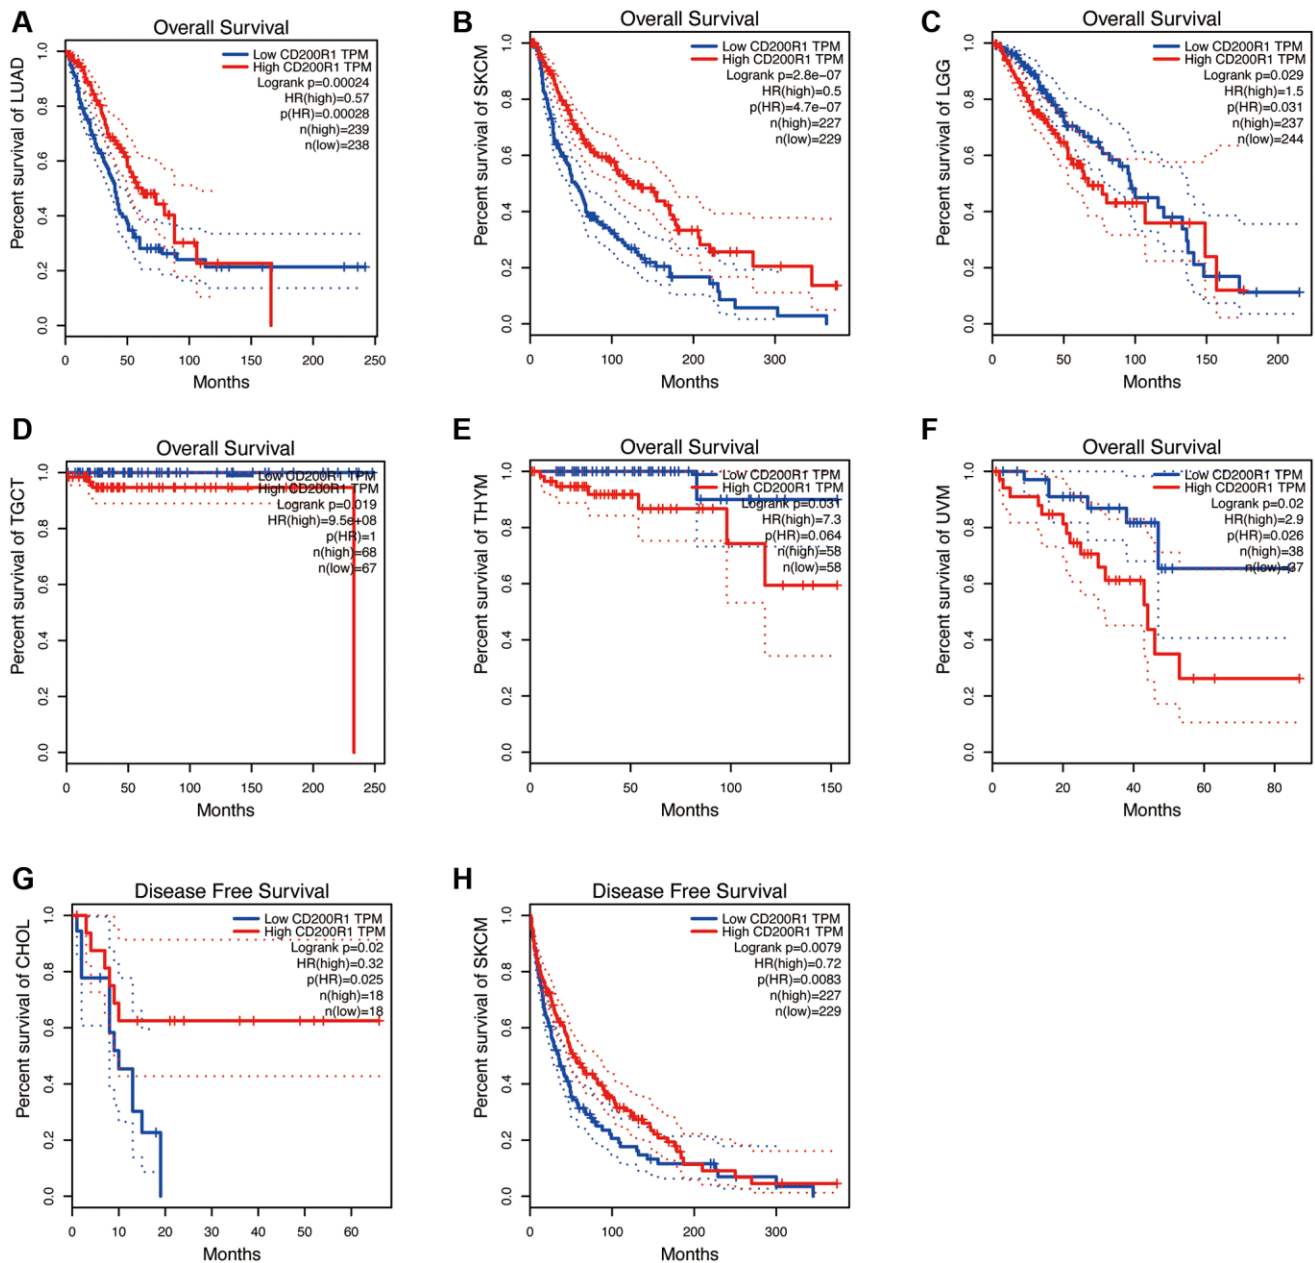 A
Overall Survival
Low CD200R1 TPM
High CD200R1 TPM
Logrank p=0.00024
HR(high)=0.57
p(HR)=0.00028
n(high)=239
n(low)=238
Percent survival of LUAD
1.0
0.8
0.6
0.4
0.2
0.0
0 50 100 150 200 250
Months
B
Overall Survival
Low CD200R1 TPM
High CD200R1 TPM
Logrank p=2.8e-07
HR(high)=0.5
p(HR)=4.7e-07
n(high)=227
n(low)=229
Percent survival of SKCM
1.0
0.8
0.6
0.4
0.2
0.0
0 100 200 300
Months
C
Overall Survival
Low CD200R1 TPM
High CD200R1 TPM
Logrank p=0.029
HR(high)=1.5
p(HR)=0.031
n(high)=237
n(low)=244
Percent survival of LGG
1.0
0.8
0.6
0.4
0.2
0.0
0 50 100 150 200
Months
D
Overall Survival
Low CD200R1 TPM
High CD200R1 TPM
Logrank p=0.019
HR(high)=9.5e+08
p(HR)=1
n(high)=68
n(low)=67
Percent survival of TGCT
1.0
0.8
0.6
0.4
0.2
0.0
0 50 100 150 200 250
Months
E
Overall Survival
Low CD200R1 TPM
High CD200R1 TPM
Logrank p=0.031
HR(high)=7.3
p(HR)=0.064
n(high)=58
n(low)=58
Percent survival of THYM
1.0
0.8
0.6
0.4
0.2
0.0
0 50 100 150
Months
F
Overall Survival
Low CD200R1 TPM
High CD200R1 TPM
Logrank p=0.02
HR(high)=2.9
p(HR)=0.026
n(high)=38
n(low)=37
Percent survival of UVM
1.0
0.8
0.6
0.4
0.2
0.0
0 20 40 60 80
Months
G
Disease Free Survival
Low CD200R1 TPM
High CD200R1 TPM
Logrank p=0.02
HR(high)=0.32
p(HR)=0.025
n(high)=18
n(low)=18
Percent survival of CHOL
1.0
0.8
0.6
0.4
0.2
0.0
0 10 20 30 40 50 60
Months
H
Disease Free Survival
Low CD200R1 TPM
High CD200R1 TPM
Logrank p=0.0079
HR(high)=0.72
p(HR)=0.0083
n(high)=227
n(low)=229
Percent survival of SKCM
1.0
0.8
0.6
0.4
0.2
0.0
0 100 200 300
Months